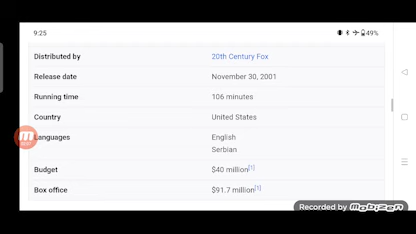 9:25
49%
Distributed by 20th Century Fox
Release date November 30, 2001
Running time 106 minutes
Country United States
Languages English
Serbian
Budget $40 million[1]
Box office $91.7 million[1]
Recorded by Mobizen